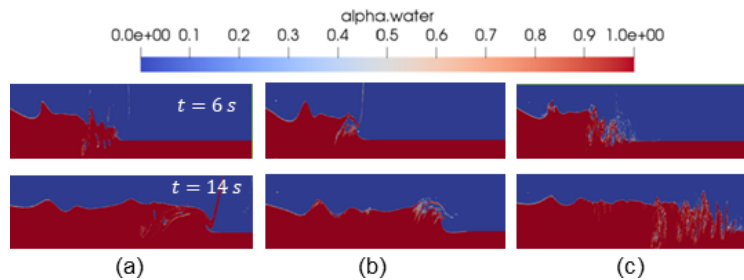 alpha.water
0.0e+00 0.1 0.2 0.3 0.4 0.5 0.6 0.7 0.8 0.9 1.0e+00
t = 6 s
t = 14 s
(a) (b) (c)